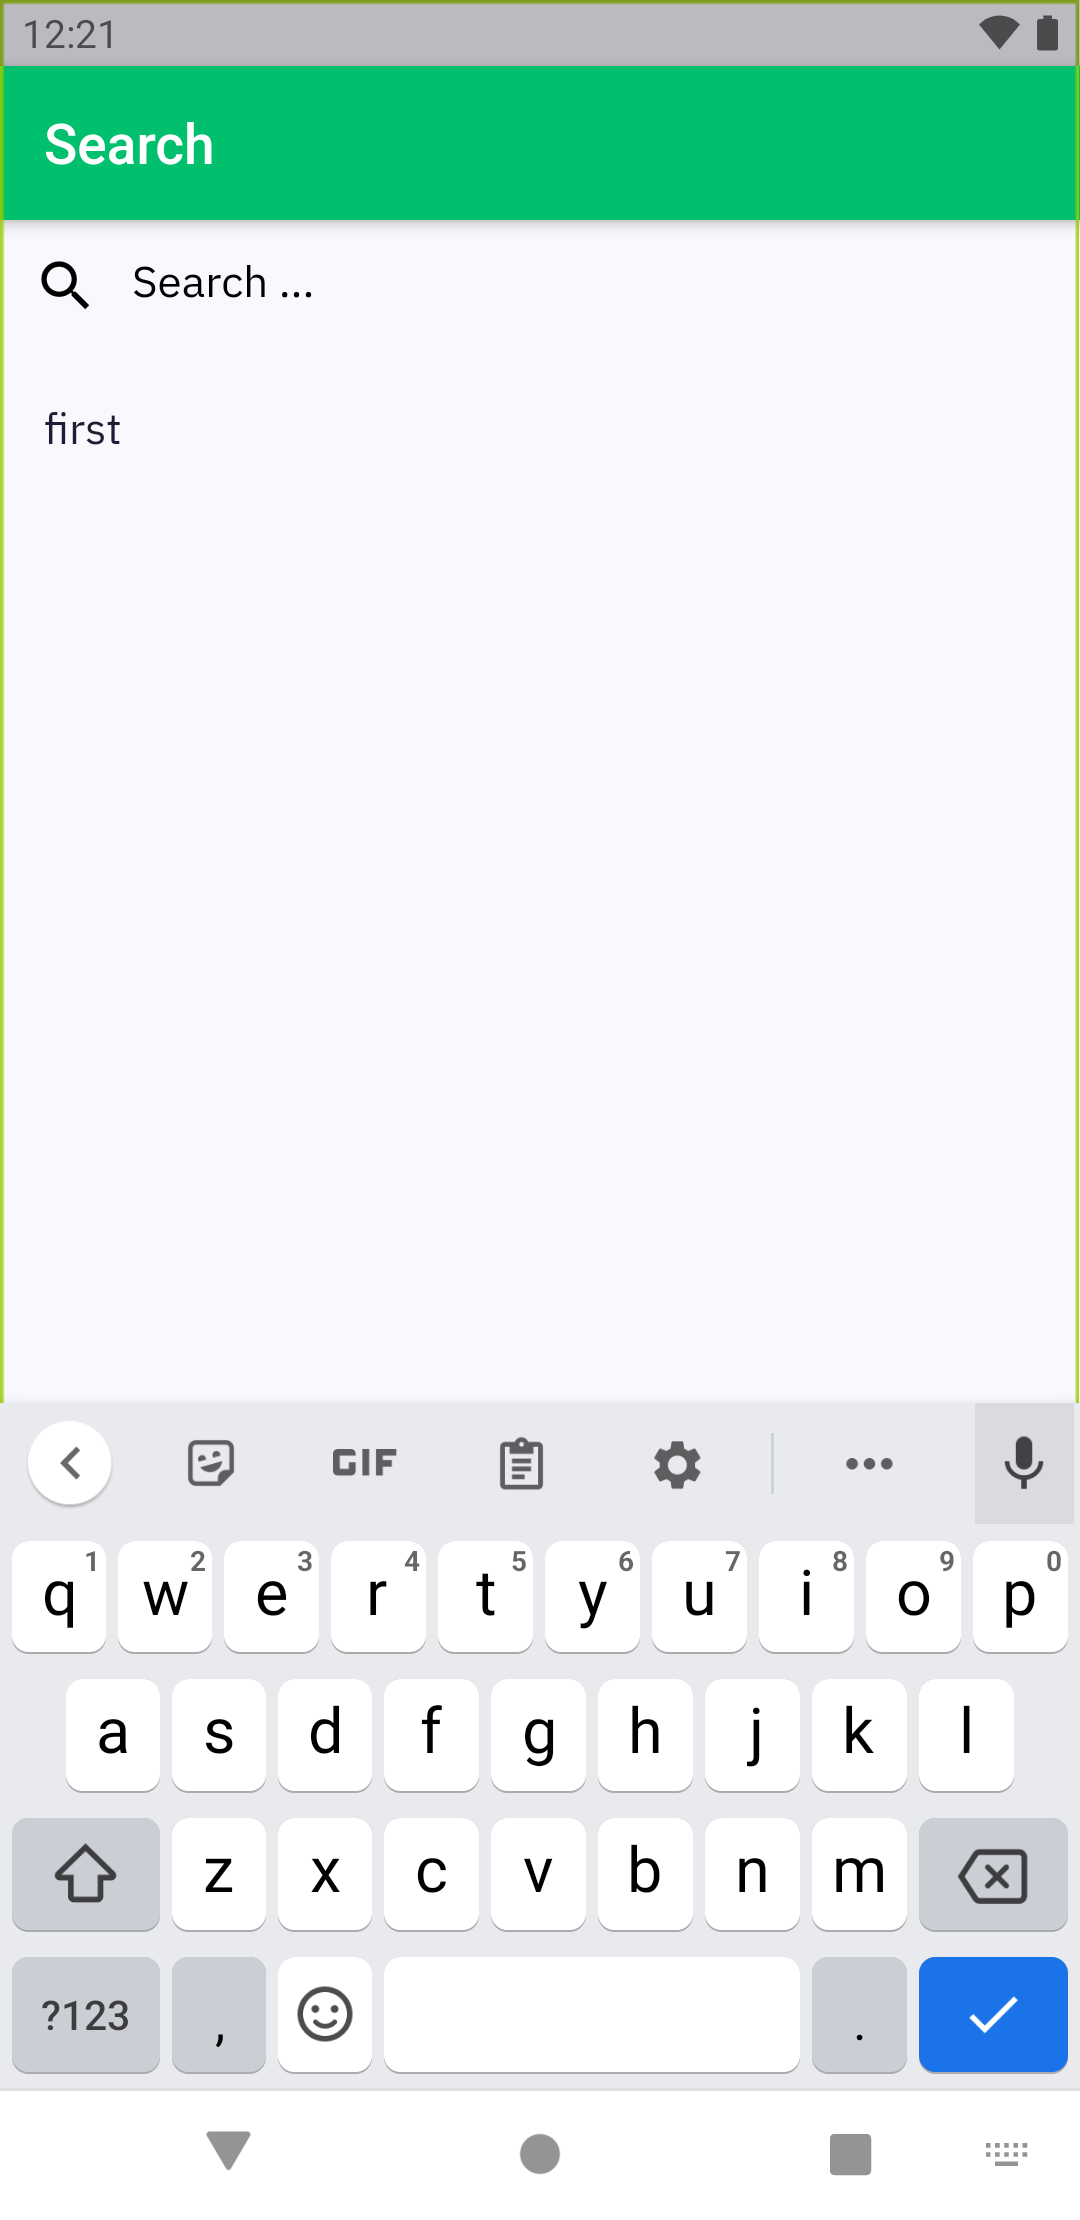 12:21
Search
Search ...
first
GIF
q 1 w 2 e 3 r 4 t 5 y 6 u 7 i 8 o 9 p 0
a s d f g h j k l
z x c v b n m
?123 , .